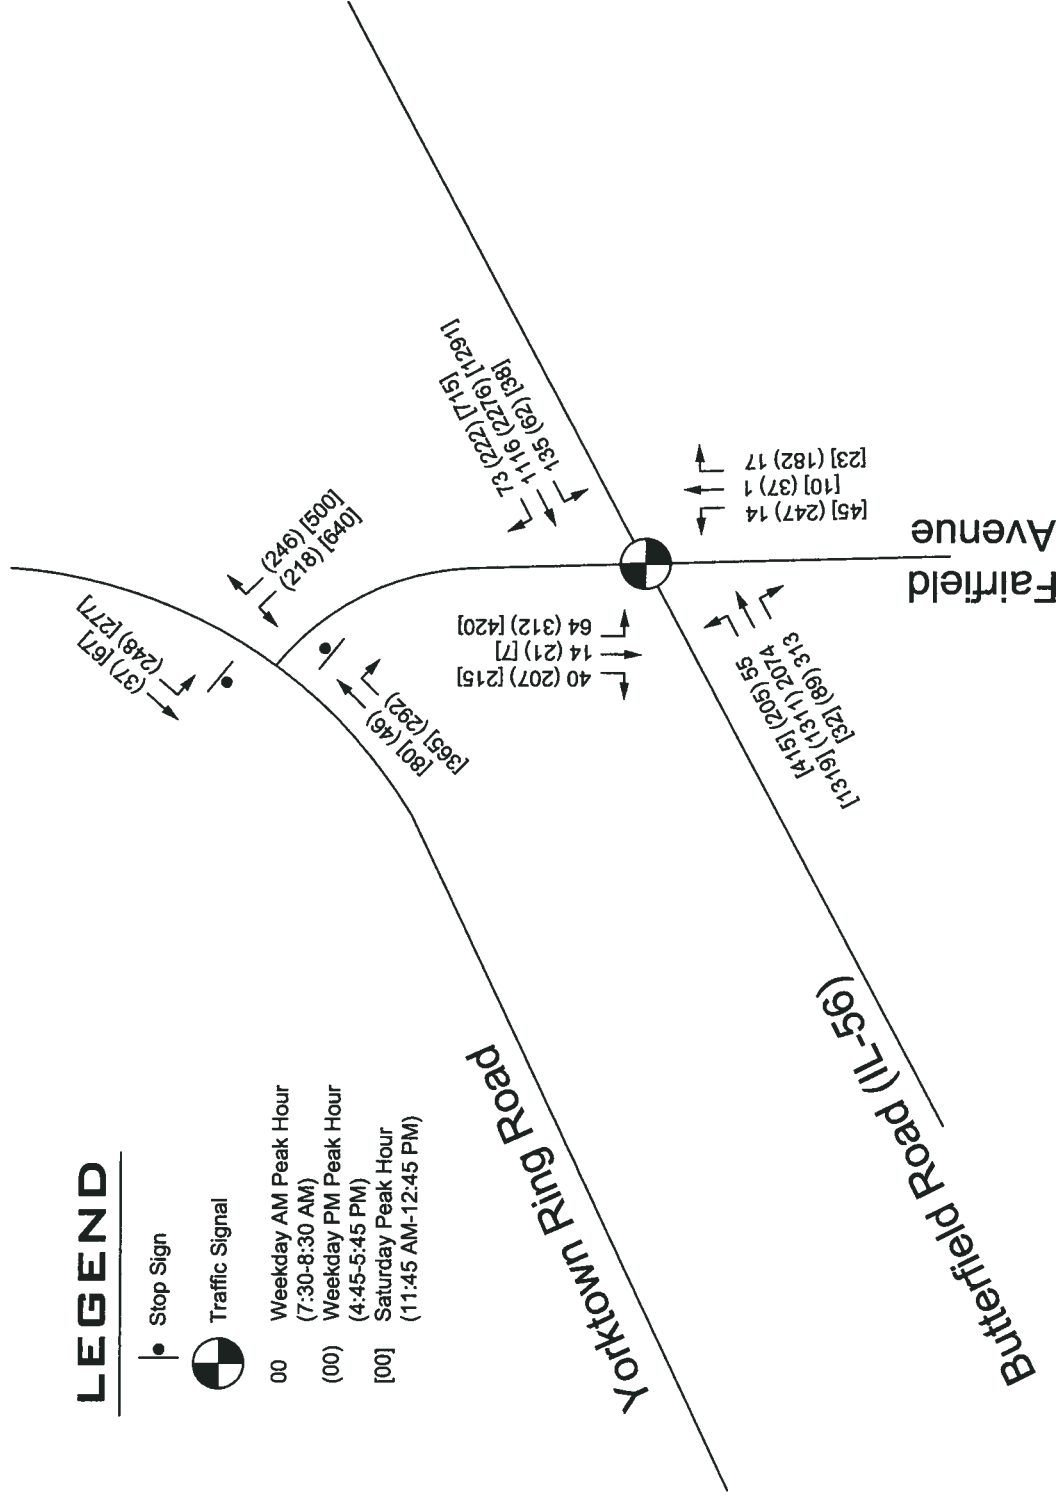 LEGEND
Stop Sign
Traffic Signal
00 Weekday AM Peak Hour
(7:30-8:30 AM)
(00) Weekday PM Peak Hour
(4:45-5:45 PM)
[00] Saturday Peak Hour
(11:45 AM-12:45 PM)
Yorktown Ring Road
Butterfield Road (IL-56)
Fairfield
Avenue
(37) [67]
(248) [277]
(246) [500]
(218) [640]
[80] (46)
[365] (292)
73 (222) [715]
1116 (2276) [1291]
135 (62) [38]
40 (207) [215]
14 (21) [7]
64 (312) [420]
[415] (205) 55
[1319] (1311) 2074
[32] (89) 313
[45] (247) 14
[10] (37) 1
[23] (182) 17